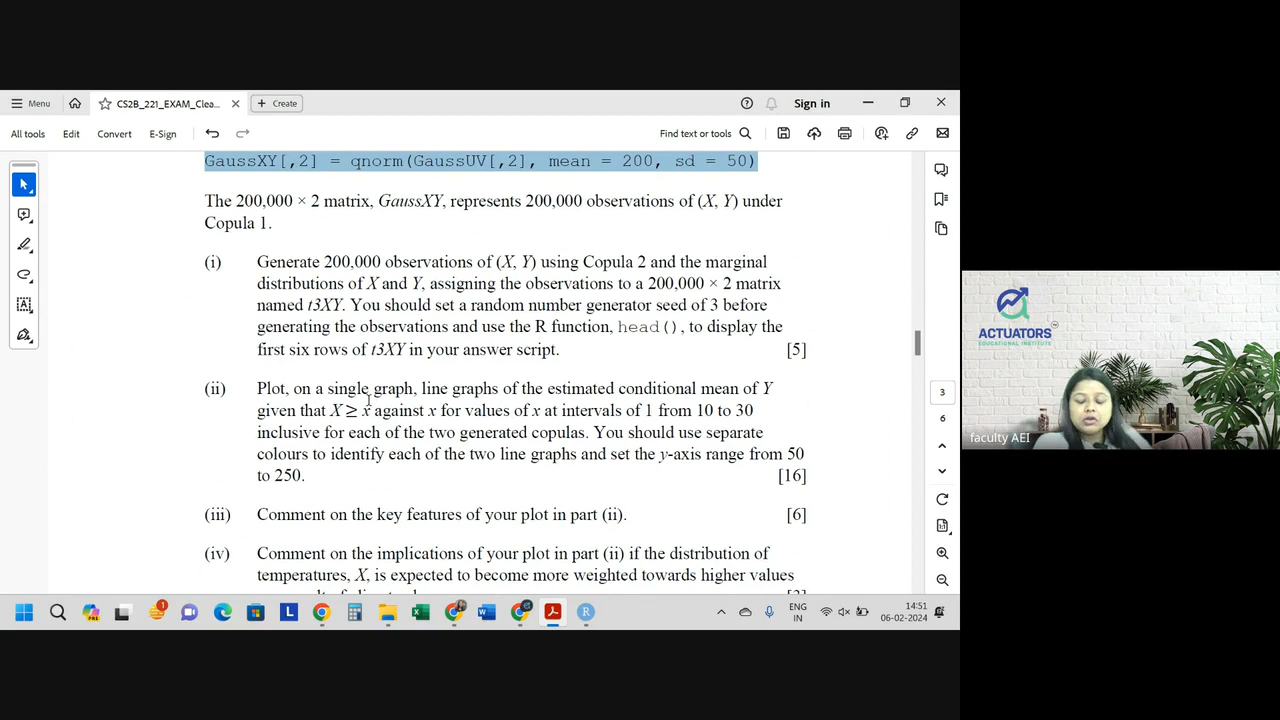 Menu
CS2B_221_EXAM_Clea...
Create
Sign in
All tools
Edit
Convert
E-Sign
Find text or tools
GaussXY[,2] = qnorm(GaussUV[,2], mean = 200, sd = 50)
The 200,000 × 2 matrix, GaussXY, represents 200,000 observations of (X, Y) under
Copula 1.
(i) Generate 200,000 observations of (X, Y) using Copula 2 and the marginal
distributions of X and Y, assigning the observations to a 200,000 × 2 matrix
named t3XY. You should set a random number generator seed of 3 before
generating the observations and use the R function, head(), to display the
first six rows of t3XY in your answer script. [5]
(ii) Plot, on a single graph, line graphs of the estimated conditional mean of Y
given that X ≥ x against x for values of x at intervals of 1 from 10 to 30
inclusive for each of the two generated copulas. You should use separate
colours to identify each of the two line graphs and set the y-axis range from 50
to 250. [16]
(iii) Comment on the key features of your plot in part (ii). [6]
(iv) Comment on the implications of your plot in part (ii) if the distribution of
temperatures, X, is expected to become more weighted towards higher values
3
6
ACTUATORS
EDUCATIONAL INSTITUTE
faculty AEI
1
ENG
IN
14:51
06-02-2024